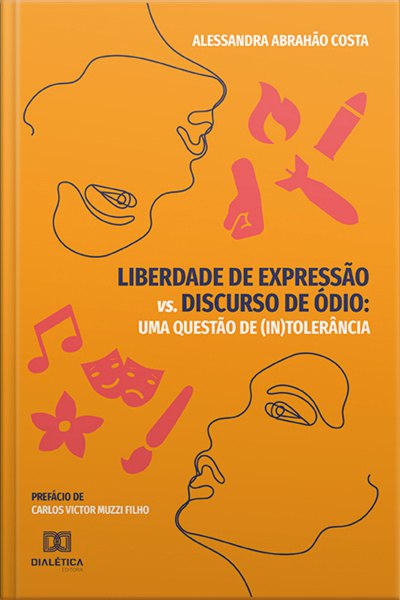 ALESSANDRA ABRAHÃO COSTA
LIBERDADE DE EXPRESSÃO
vs. DISCURSO DE ÓDIO:
UMA QUESTÃO DE (IN)TOLERÂNCIA
PREFÁCIO DE
CARLOS VICTOR MUZZI FILHO
DIALÉTICA
EDITORA